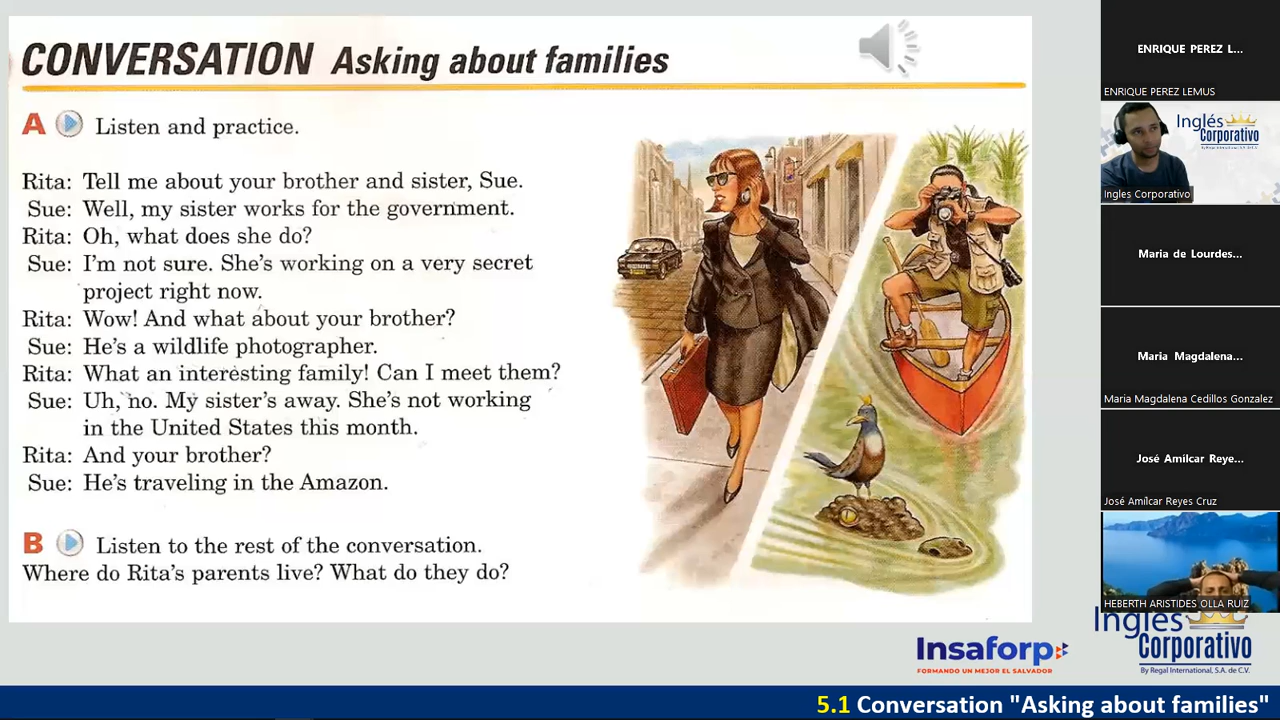 CONVERSATION Asking about families
A Listen and practice.
Rita: Tell me about your brother and sister, Sue.
Sue: Well, my sister works for the government.
Rita: Oh, what does she do?
Sue: I'm not sure. She's working on a very secret
project right now.
Rita: Wow! And what about your brother?
Sue: He's a wildlife photographer.
Rita: What an interesting family! Can I meet them?
Sue: Uh, no. My sister's away. She's not working
in the United States this month.
Rita: And your brother?
Sue: He's traveling in the Amazon.
B Listen to the rest of the conversation.
Where do Rita's parents live? What do they do?
ENRIQUE PEREZ L...
ENRIQUE PEREZ LEMUS
Inglés
Corporativo
By Regal International, S.A. de C.V.
Ingles Corporativo
Maria de Lourdes...
Maria Magdalena...
Maria Magdalena Cedillos Gonzalez
José Amílcar Reye...
José Amílcar Reyes Cruz
HEBERTH ARISTIDES OLLA RUIZ
Insaforp
FORMANDO UN MEJOR EL SALVADOR
Inglés
Corporativo
By Regal International, S.A. de C.V.
5.1 Conversation "Asking about families"